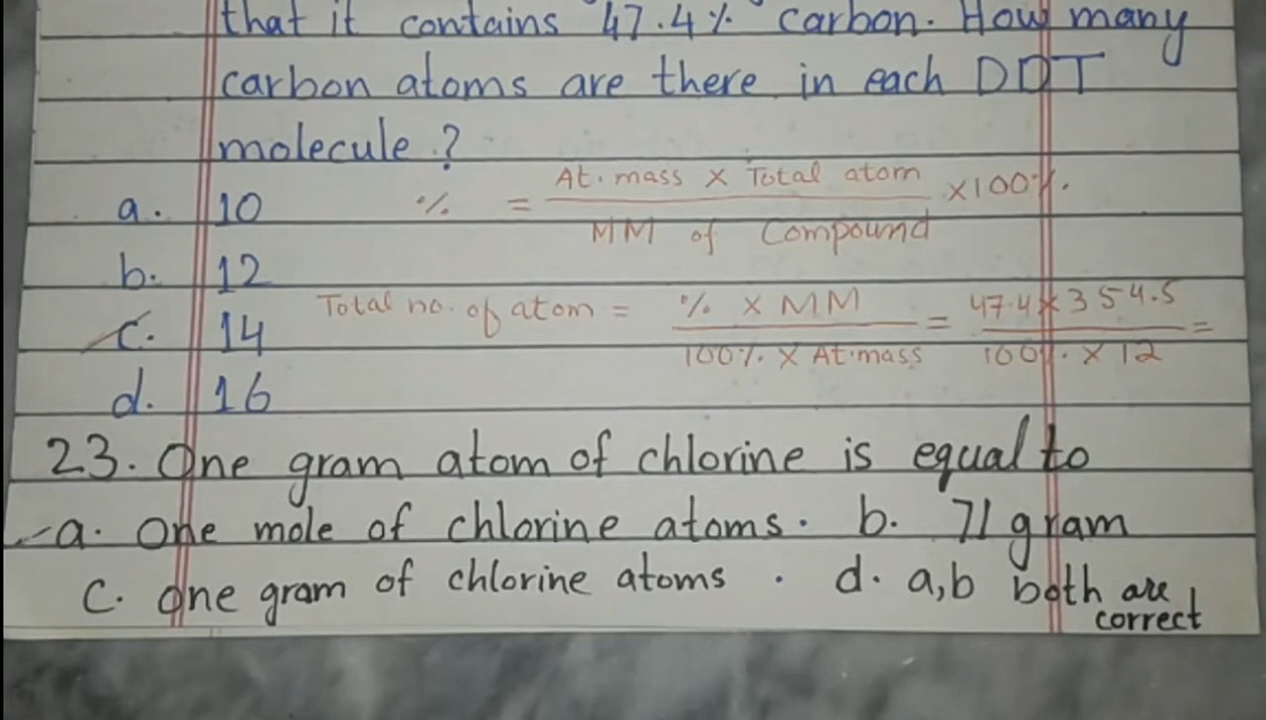 that it contains "47.4%" carbon. How many
carbon atoms are there in each DDT
molecule ?
a. 10
% = At. mass X Total atom / MM of Compound X100%.
b. 12
c. 14
Total no. of atom = % X MM / 100% X At.mass = 47.4 X 354.5 / 100% X 12 =
d. 16
23. One gram atom of chlorine is equal to
a. One mole of chlorine atoms. b. 71 gram
c. One gram of chlorine atoms. d. a,b both are
correct